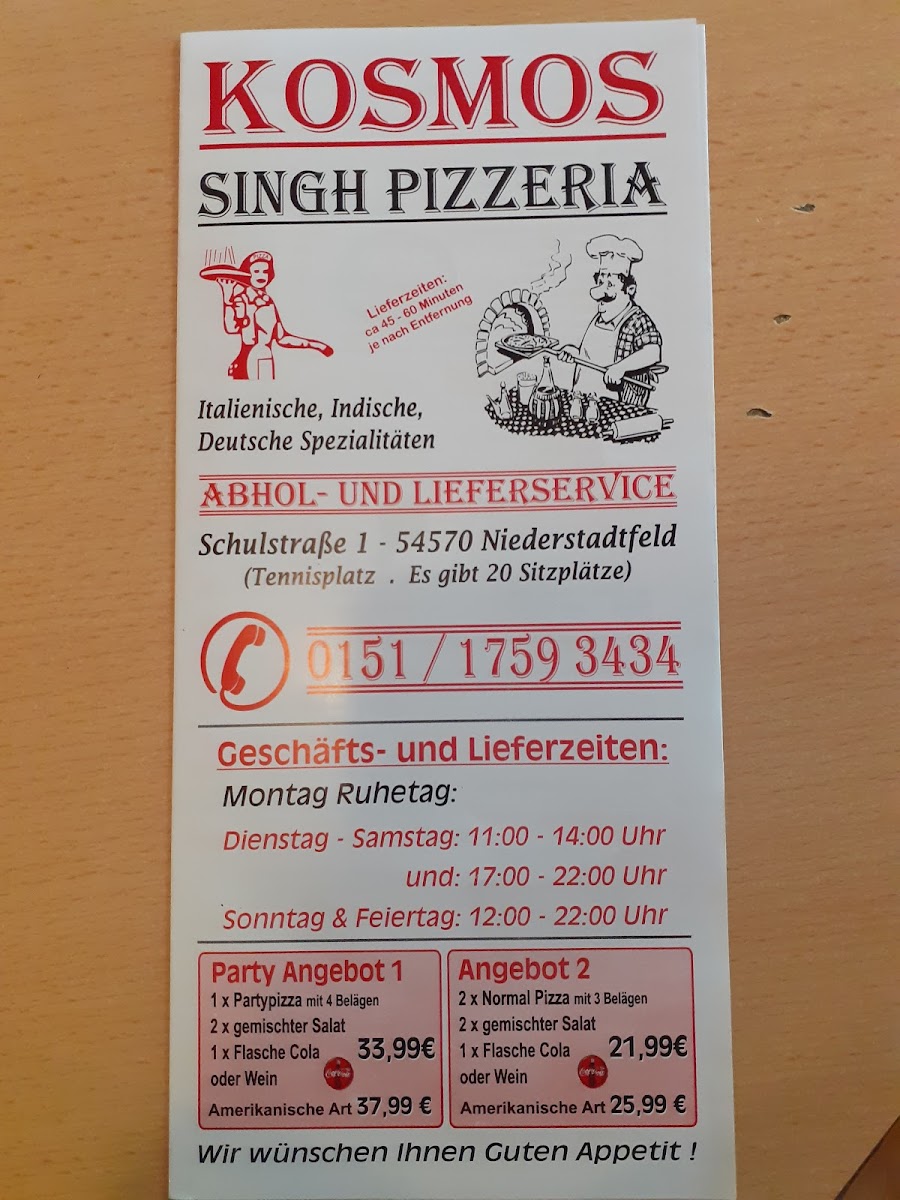 KOSMOS
SINGH PIZZERIA
PIZZA
Lieferzeiten:
ca 45 - 60 Minuten
je nach Entfernung
Italienische, Indische,
Deutsche Spezialitäten
ABHOL- UND LIEFERSERVICE
Schulstraße 1 - 54570 Niederstadtfeld
(Tennisplatz . Es gibt 20 Sitzplätze)
0151 / 1759 3434
Geschäfts- und Lieferzeiten:
Montag Ruhetag:
Dienstag - Samstag: 11:00 - 14:00 Uhr
und: 17:00 - 22:00 Uhr
Sonntag & Feiertag: 12:00 - 22:00 Uhr
Party Angebot 1
1 x Partypizza mit 4 Belägen
2 x gemischter Salat
1 x Flasche Cola 33,99€
oder Wein
Amerikanische Art 37,99 €
Angebot 2
2 x Normal Pizza mit 3 Belägen
2 x gemischter Salat
1 x Flasche Cola 21,99€
oder Wein
Amerikanische Art 25,99 €
Wir wünschen Ihnen Guten Appetit !